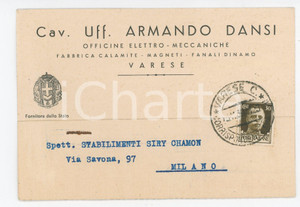 Cav. Uff. ARMANDO DANSI
OFFICINE ELETTRO-MECCANICHE
FABBRICA CALAMITE - MAGNETI - FANALI DINAMO
VARESE
VARESE C.
Fornitore dello Stato
Spett. STABILIMENTI SIRY CHAMON
Via Savona, 97
MILANO